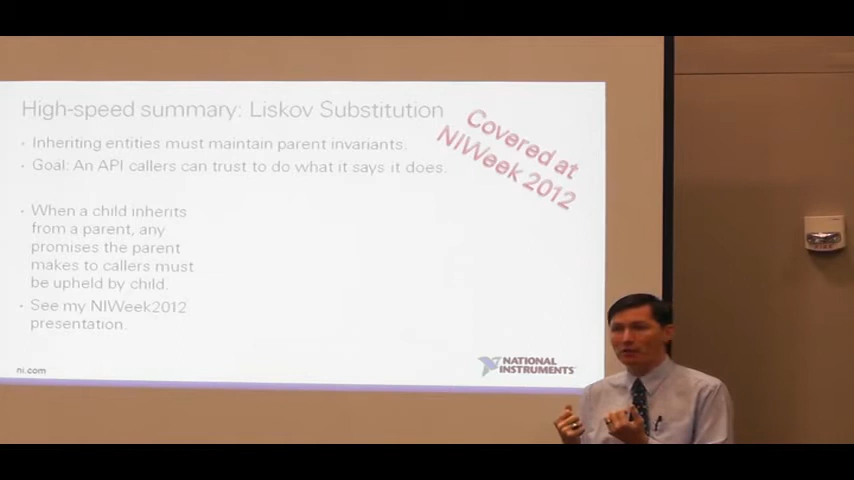 High-speed summary: Liskov Substitution
Covered at
NIWeek 2012
Inheriting entities must maintain parent invariants.
Goal: An API callers can trust to do what it says it does.
When a child inherits
from a parent, any
promises the parent
makes to callers must
be upheld by child.
See my NIWeek2012
presentation.
ni.com
NATIONAL
INSTRUMENTS